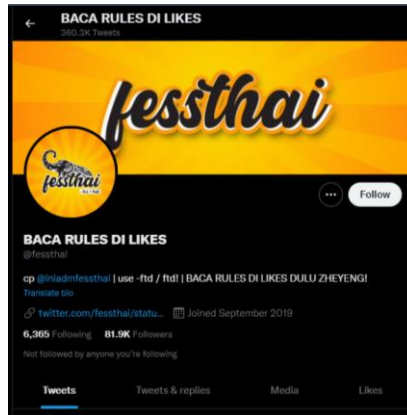 BACA RULES DI LIKES
360.3K Tweets
fessthai
fessthai
BACA RULES DI LIKES
@fessthai
Follow
cp @iniadmfessthai | use -ftd / ftd! | BACA RULES DI LIKES DULU ZHEYENG!
Translate bio
twitter.com/fessthai/statu... Joined September 2019
6,365 Following 81.9K Followers
Not followed by anyone you're following
Tweets Tweets & replies Media Likes